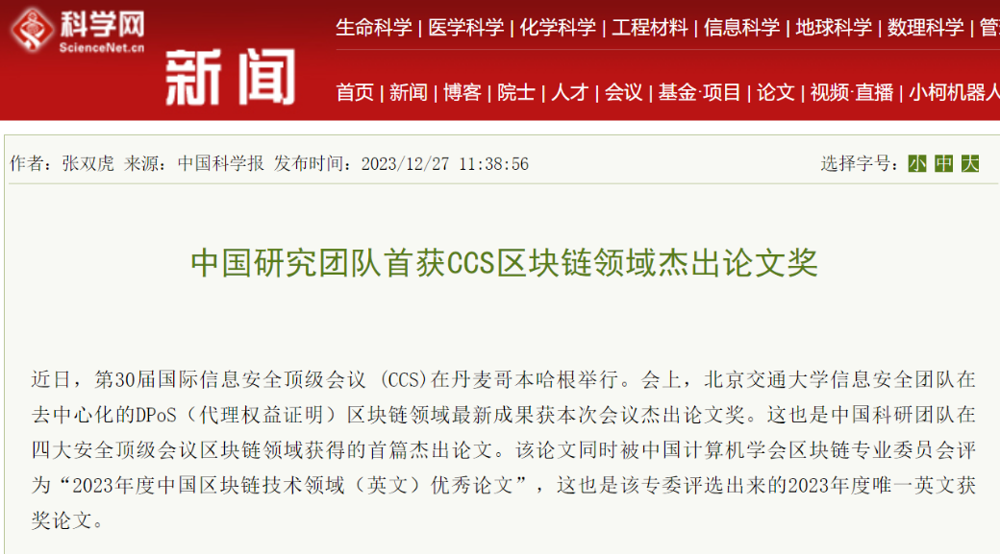 科学网
ScienceNet.cn
新闻
生命科学 | 医学科学 | 化学科学 | 工程材料 | 信息科学 | 地球科学 | 数理科学 | 管
首页 | 新闻 | 博客 | 院士 | 人才 | 会议 | 基金·项目 | 论文 | 视频·直播 | 小柯机器人
作者：张双虎 来源：中国科学报 发布时间：2023/12/27 11:38:56
选择字号：小 中 大
中国研究团队首获CCS区块链领域杰出论文奖
近日，第30届国际信息安全顶级会议 (CCS)在丹麦哥本哈根举行。会上，北京交通大学信息安全团队在
去中心化的DPoS（代理权益证明）区块链领域最新成果获本次会议杰出论文奖。这也是中国科研团队在
四大安全顶级会议区块链领域获得的首篇杰出论文。该论文同时被中国计算机学会区块链专业委员会评
为“2023年度中国区块链技术领域（英文）优秀论文”，这也是该专委评选出来的2023年度唯一英文获
奖论文。